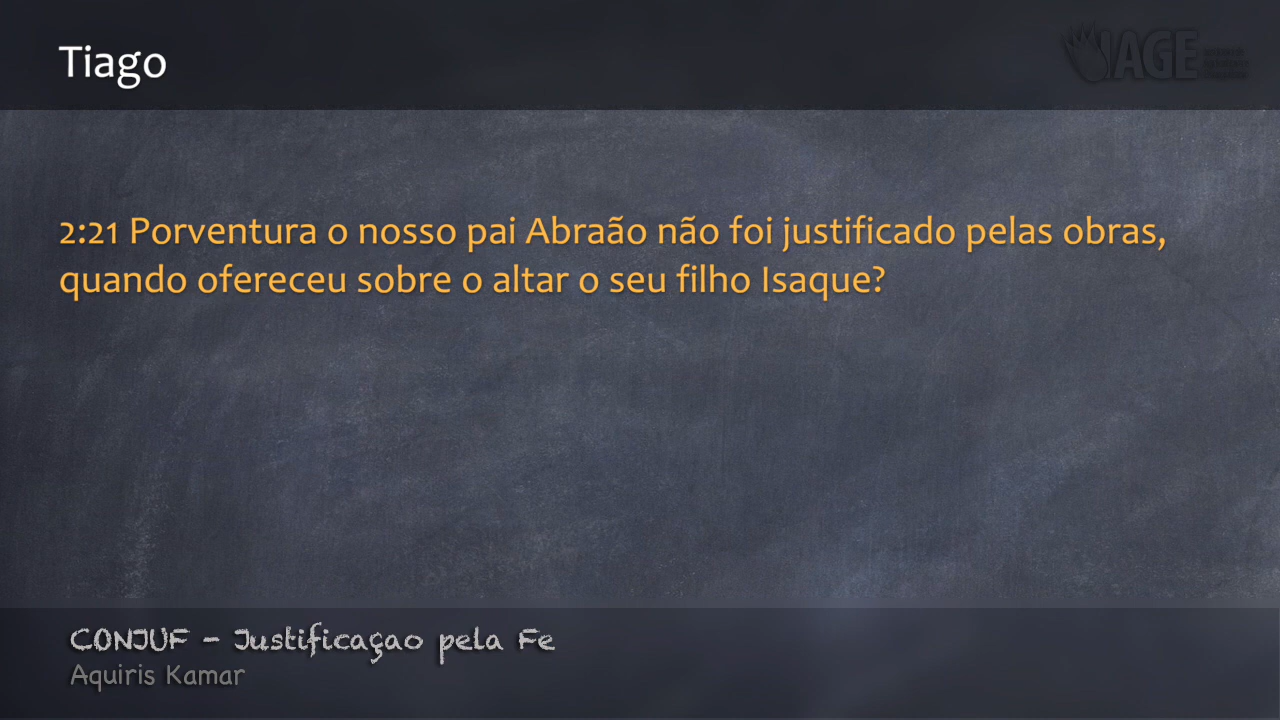 Tiago
IAGE
2:21 Porventura o nosso pai Abraão não foi justificado pelas obras,
quando ofereceu sobre o altar o seu filho Isaque?
CONJUF - Justificaçao pela Fe
Aquiris Kamar